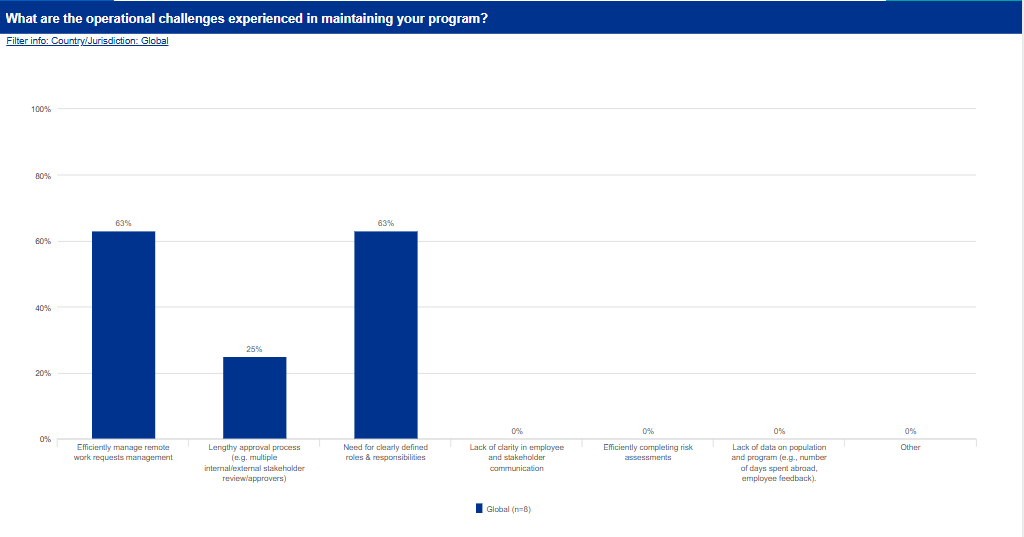 What are the operational challenges experienced in maintaining your program?
Filter info: Country/Jurisdiction: Global
100%
80%
60%
40%
20%
0%
63%
25%
63%
0%
0%
0%
0%
Efficiently manage remote
work requests management
Lengthy approval process
(e.g. multiple
internal/external stakeholder
review/approvers)
Need for clearly defined
roles & responsibilities
Lack of clarity in employee
and stakeholder
communication
Efficiently completing risk
assessments
Lack of data on population
and program (e.g., number
of days spent abroad,
employee feedback).
Other
Global (n=8)